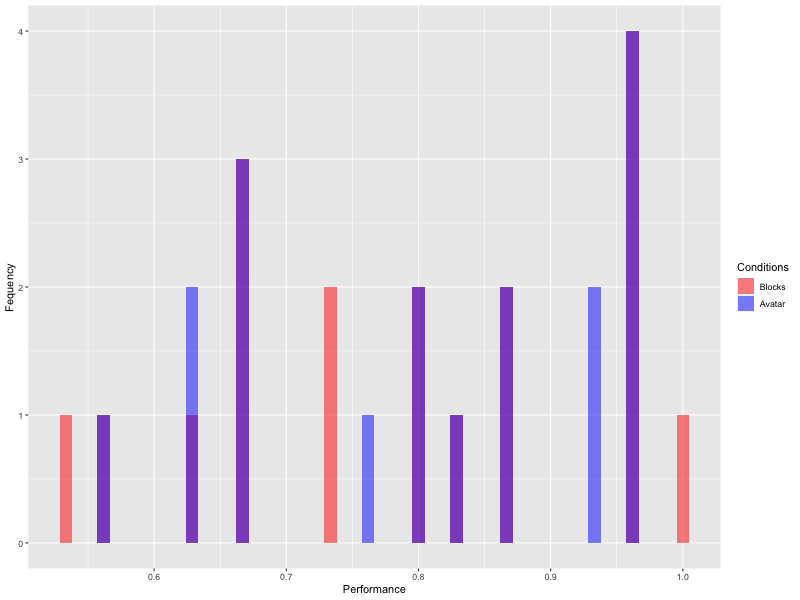 4
3
2
1
0
Fequency
0.6 0.7 0.8 0.9 1.0
Performance
Conditions
Blocks
Avatar